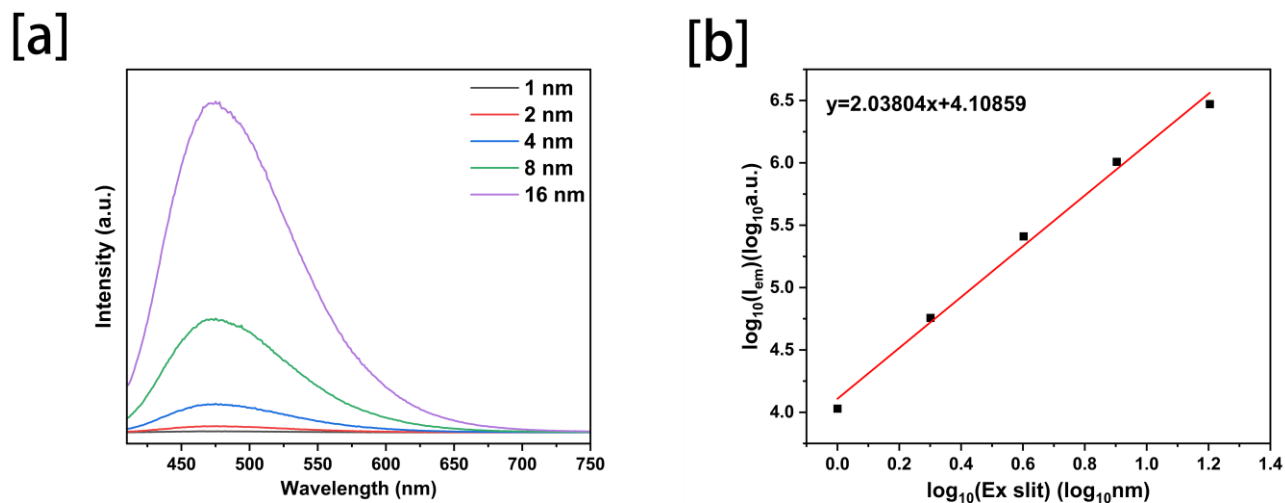 [a]
1 nm
2 nm
4 nm
8 nm
16 nm
Intensity (a.u.)
450 500 550 600 650 700 750
Wavelength (nm)
[b]
y=2.03804x+4.10859
6.5
6.0
5.5
5.0
4.5
4.0
log₁₀(Iₑₘ)(log₁₀a.u.)
0.0 0.2 0.4 0.6 0.8 1.0 1.2 1.4
log₁₀(Ex slit) (log₁₀nm)